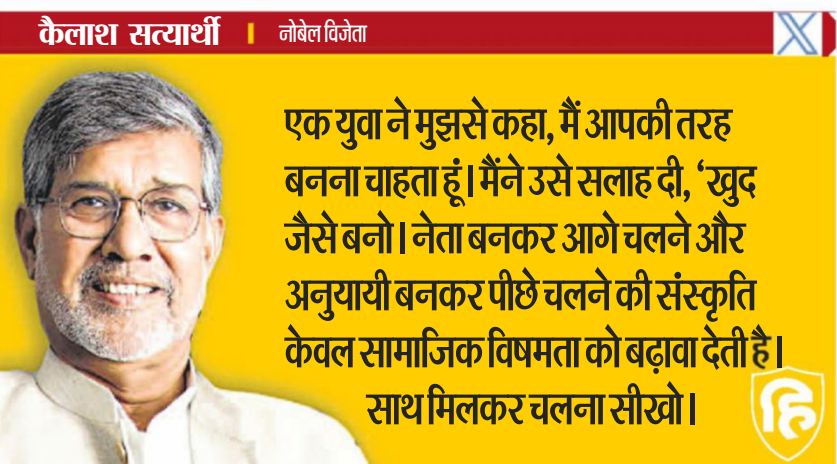 कैलाश सत्यार्थी | नोबेल विजेता X
एक युवा ने मुझसे कहा, मैं आपकी तरह
बनना चाहता हूं। मैंने उसे सलाह दी, ‘खुद
जैसे बनो। नेता बनकर आगे चलने और
अनुयायी बनकर पीछे चलने की संस्कृति
केवल सामाजिक विषमता को बढ़ावा देती है।
साथ मिलकर चलना सीखो।
हि